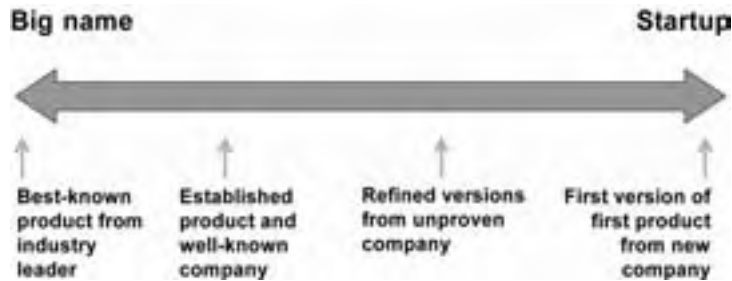 Big name
Startup
Best-known
product from
industry
leader
Established
product and
well-known
company
Refined versions
from unproven
company
First version of
first product
from new
company